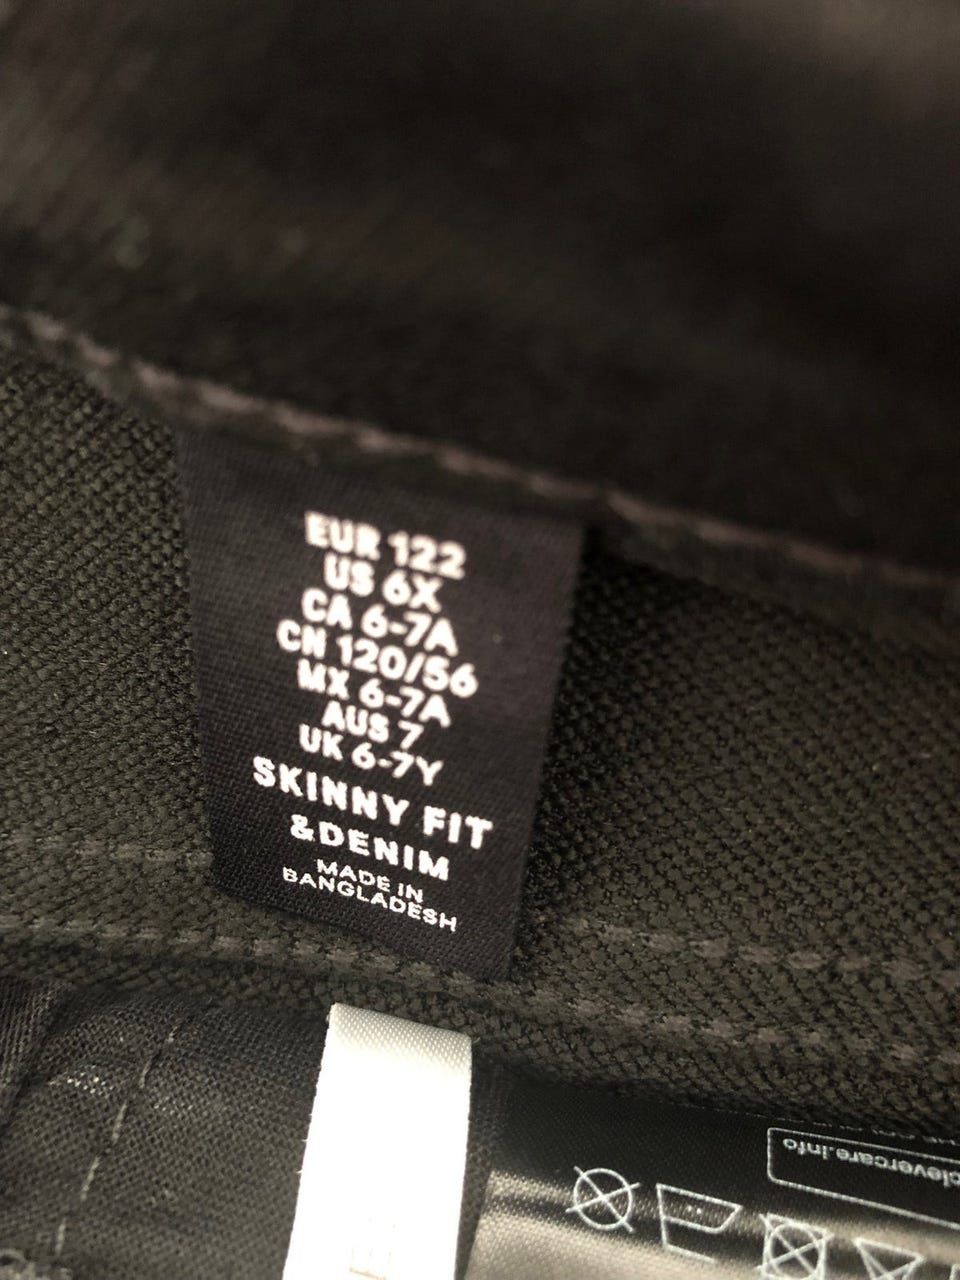 EUR 122
US 6X
CA 6-7A
CN 120/56
MX 6-7A
AUS 7
UK 6-7Y
SKINNY FIT
&DENIM
MADE IN
BANGLADESH
clevercare.info